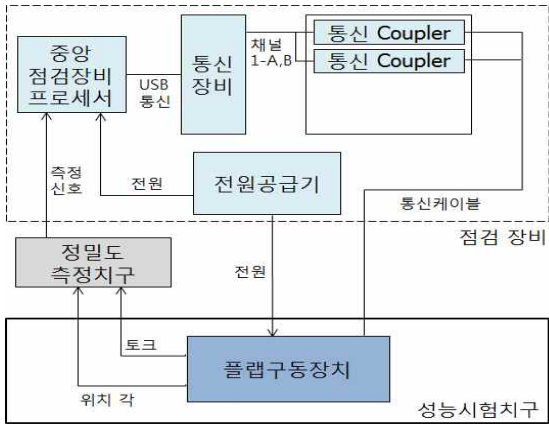 중앙
점검장비
프로세서
USB
통신
통신
장비
채널
1-A,B
통신 Coupler
통신 Coupler
측정
신호
전원
전원공급기
통신케이블
점검 장비
정밀도
측정치구
전원
토크
플랩구동장치
위치 각
성능시험치구